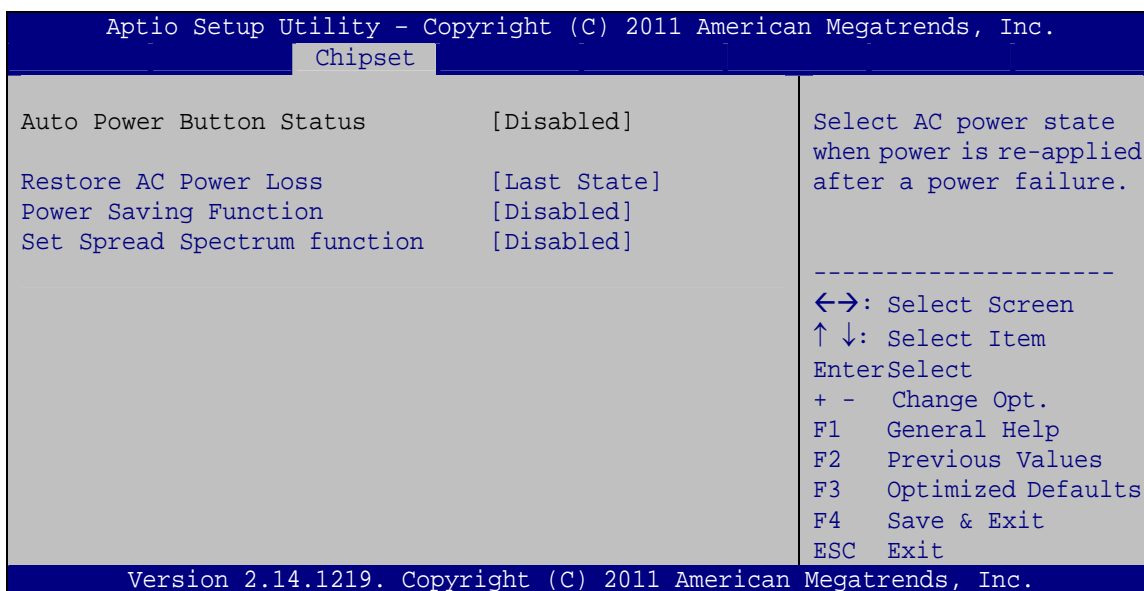 Aptio Setup Utility – Copyright (C) 2011 American Megatrends, Inc.
Chipset
Auto Power Button Status [Disabled]
Restore AC Power Loss [Last State]
Power Saving Function [Disabled]
Set Spread Spectrum function [Disabled]
Select AC power state
when power is re-applied
after a power failure.
---------------------
←→: Select Screen
↑ ↓: Select Item
EnterSelect
+ - Change Opt.
F1 General Help
F2 Previous Values
F3 Optimized Defaults
F4 Save & Exit
ESC Exit
Version 2.14.1219. Copyright (C) 2011 American Megatrends, Inc.